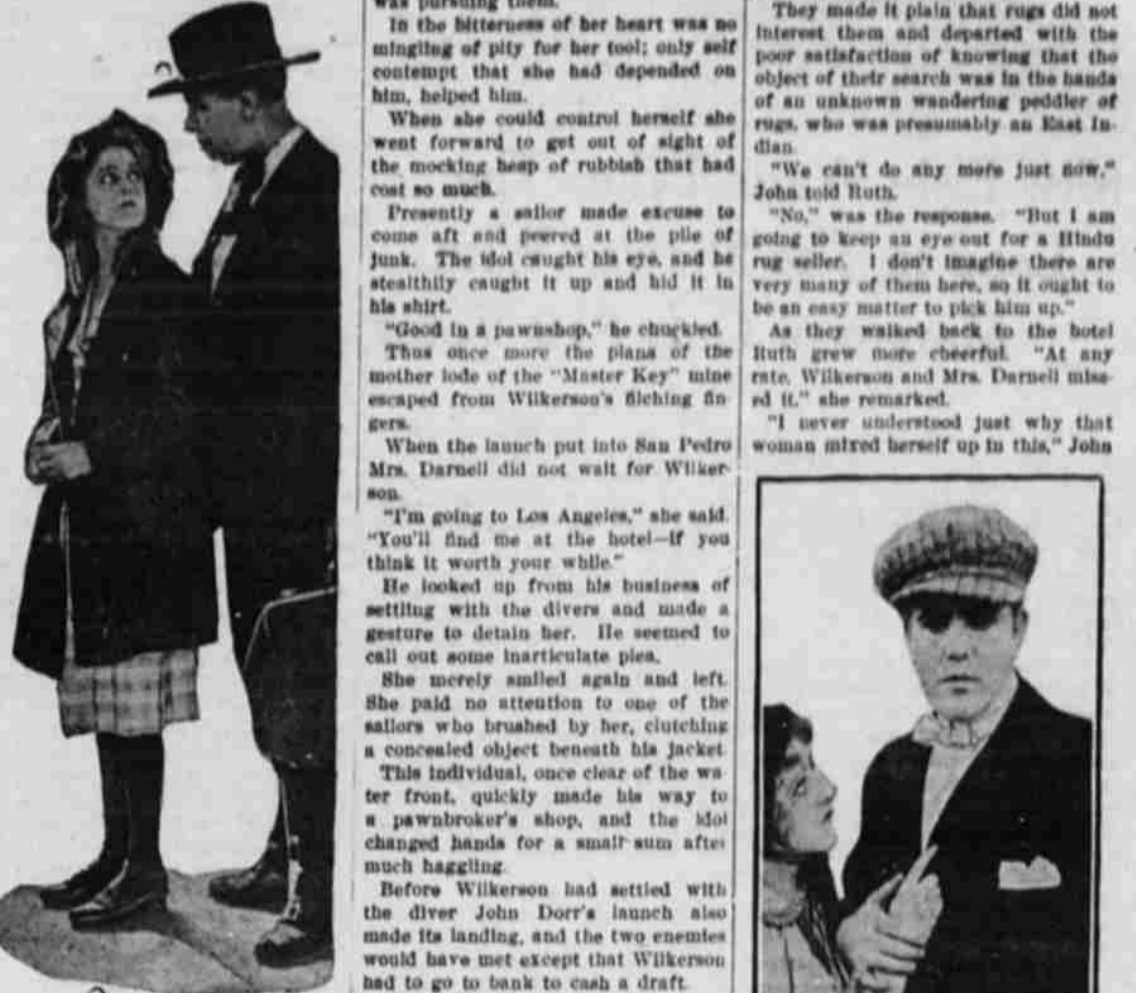 was pursuing them.
In the bitterness of her heart was no
mingling of pity for her tool; only self
contempt that she had depended on
him, helped him.
When she could control herself she
went forward to get out of sight of
the mocking heap of rubbish that had
cost so much.
Presently a sailor made excuse to
come aft and peered at the pile of
junk. The idol caught his eye, and he
stealthily caught it up and hid it in
his shirt.
"Good in a pawnshop," he chuckled.
Thus once more the plans of the
mother lode of the "Master Key" mine
escaped from Wilkerson's filching fin-
gers.
When the launch put into San Pedro
Mrs. Darnell did not wait for Wilker-
son.
"I'm going to Los Angeles," she said.
"You'll find me at the hotel—if you
think it worth your while."
He looked up from his business of
settling with the divers and made a
gesture to detain her. He seemed to
call out some inarticulate plea.
She merely smiled again and left.
She paid no attention to one of the
sailors who brushed by her, clutching
a concealed object beneath his jacket
This individual, once clear of the wa
ter front, quickly made his way to
a pawnbroker's shop, and the idol
changed hands for a small sum after
much haggling.
Before Wilkerson had settled with
the diver John Dorr's launch also
made its landing, and the two enemies
would have met except that Wilkerson
had to go to bank to cash a draft.
They made it plain that rugs did not
interest them and departed with the
poor satisfaction of knowing that the
object of their search was in the hands
of an unknown wandering peddler of
rugs, who was presumably an East In-
dian.
"We can't do any more just now,"
John told Ruth.
"No," was the response. "But I am
going to keep an eye out for a Hindu
rug seller. I don't imagine there are
very many of them here, so it ought to
be an easy matter to pick him up."
As they walked back to the hotel
Ruth grew more cheerful. "At any
rate, Wilkerson and Mrs. Darnell miss-
ed it," she remarked.
"I never understood just why that
woman mixed herself up in this," John